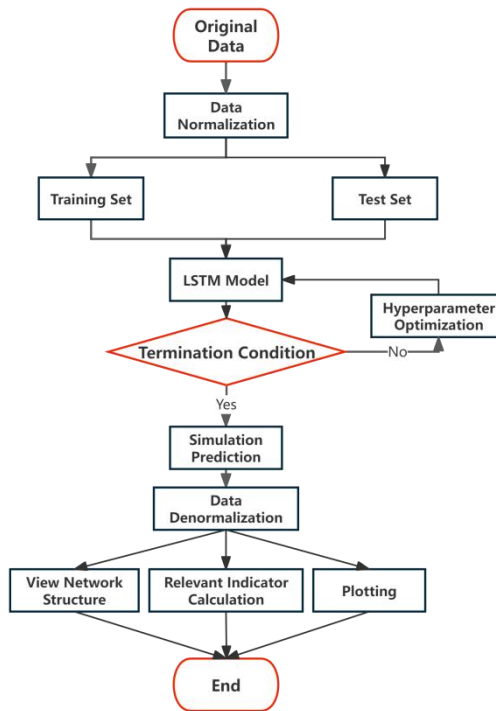 Original
Data
Data
Normalization
Training Set
Test Set
LSTM Model
Hyperparameter
Optimization
Termination Condition
No
Yes
Simulation
Prediction
Data
Denormalization
View Network
Structure
Relevant Indicator
Calculation
Plotting
End